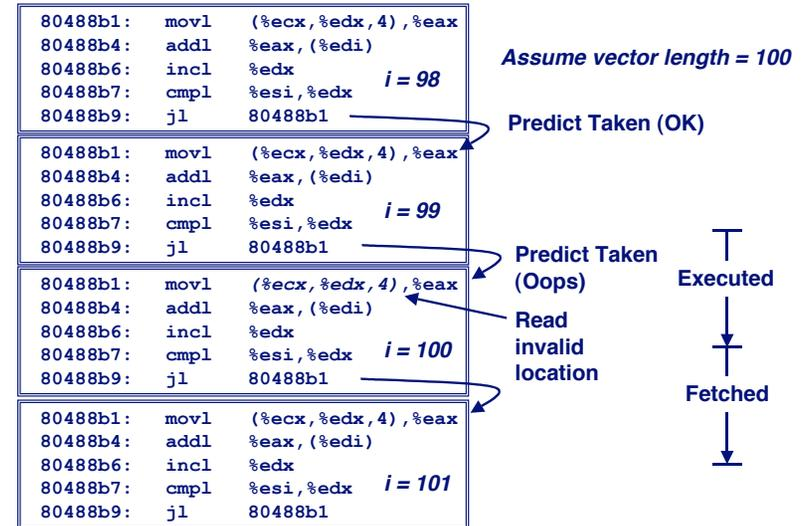 80488b1: movl (%ecx,%edx,4),%eax
80488b4: addl %eax,(%edi)
80488b6: incl %edx
80488b7: cmpl %esi,%edx
i = 98
80488b9: jl 80488b1
Assume vector length = 100
Predict Taken (OK)
80488b1: movl (%ecx,%edx,4),%eax
80488b4: addl %eax,(%edi)
80488b6: incl %edx
80488b7: cmpl %esi,%edx
i = 99
80488b9: jl 80488b1
Predict Taken
(Oops)
80488b1: movl (%ecx,%edx,4),%eax
80488b4: addl %eax,(%edi)
80488b6: incl %edx
80488b7: cmpl %esi,%edx
i = 100
80488b9: jl 80488b1
Read
invalid
location
Executed
Fetched
80488b1: movl (%ecx,%edx,4),%eax
80488b4: addl %eax,(%edi)
80488b6: incl %edx
80488b7: cmpl %esi,%edx
i = 101
80488b9: jl 80488b1